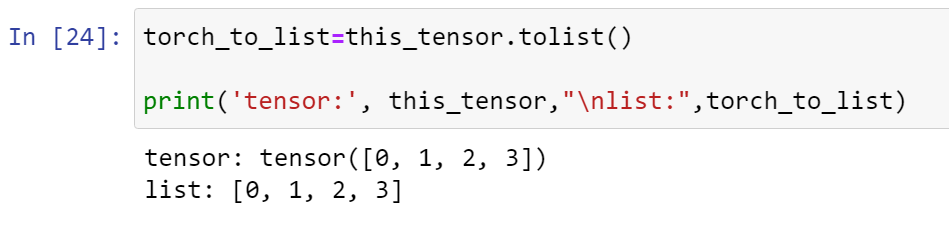 In [24]: torch_to_list=this_tensor.tolist()
print('tensor:', this_tensor,"\nlist:",torch_to_list)
tensor: tensor([0, 1, 2, 3])
list: [0, 1, 2, 3]